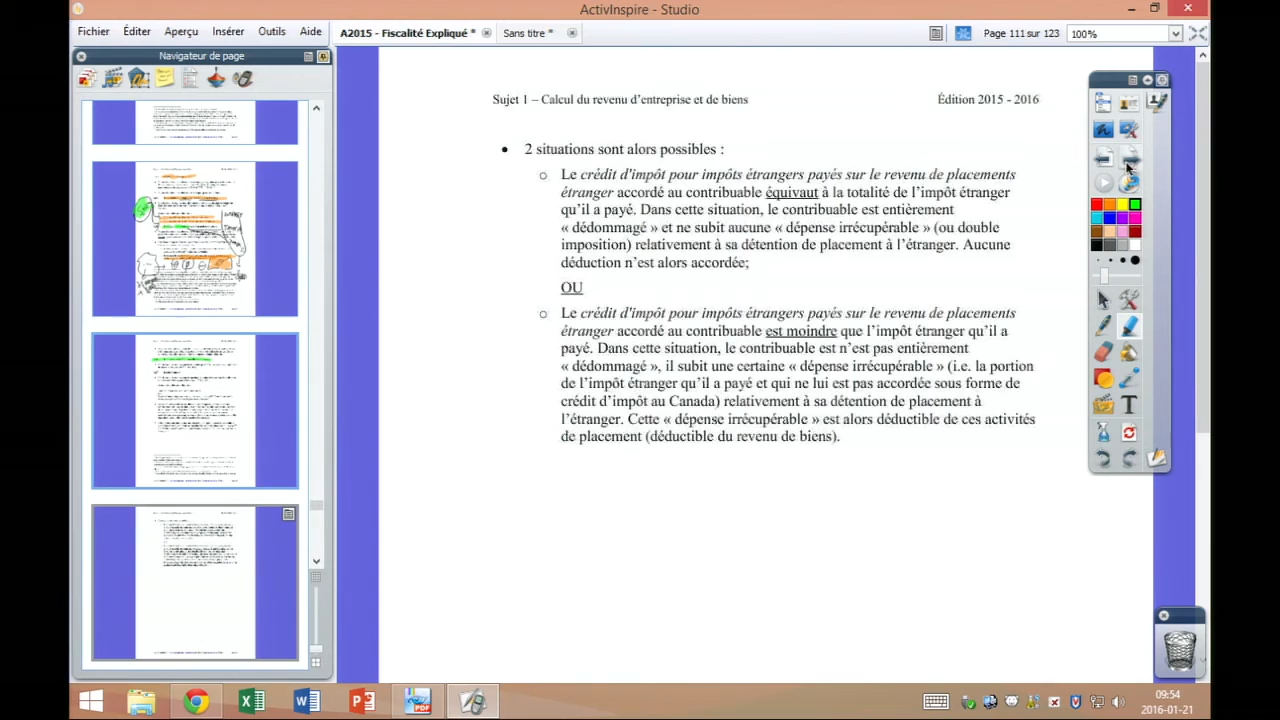 ActivInspire - Studio
Fichier Éditer Aperçu Insérer Outils Aide
A2015 - Fiscalité Expliqué * Sans titre *
Page 111 sur 123 100%
Navigateur de page
Sujet 1 – Calcul du revenu d'entreprise et de biens Édition 2015 - 2016
• 2 situations sont alors possibles :
o Le crédit d'impôt pour impôts étrangers payés sur le revenu de placements
étranger accordé au contribuable équivaut à la totalité de l'impôt étranger
qu'il a payé. Dans cette situation, le contribuable est entièrement
« dédommagé » et ne subit aucune « dépense irrécupérable » (ou double
imposition) relativement à sa détention de placement à l'étranger. Aucune
déduction n'est alors accordée;
OU
o Le crédit d'impôt pour impôts étrangers payés sur le revenu de placements
étranger accordé au contribuable est moindre que l'impôt étranger qu'il a
payé. Dans cette situation, le contribuable est n'est pas entièrement
« dédommagé », il subit une certaine « dépense irrécupérable » (i.e. la portion
de l'impôt étranger qu'il a payé et qui ne lui est pas accordée sous forme de
crédit d'impôt au Canada) relativement à sa détention de placement à
l'étranger. Cette « dépense irrécupérable » est alors déductible de ces activités
de placement (déductible du revenu de biens).
09:54
2016-01-21